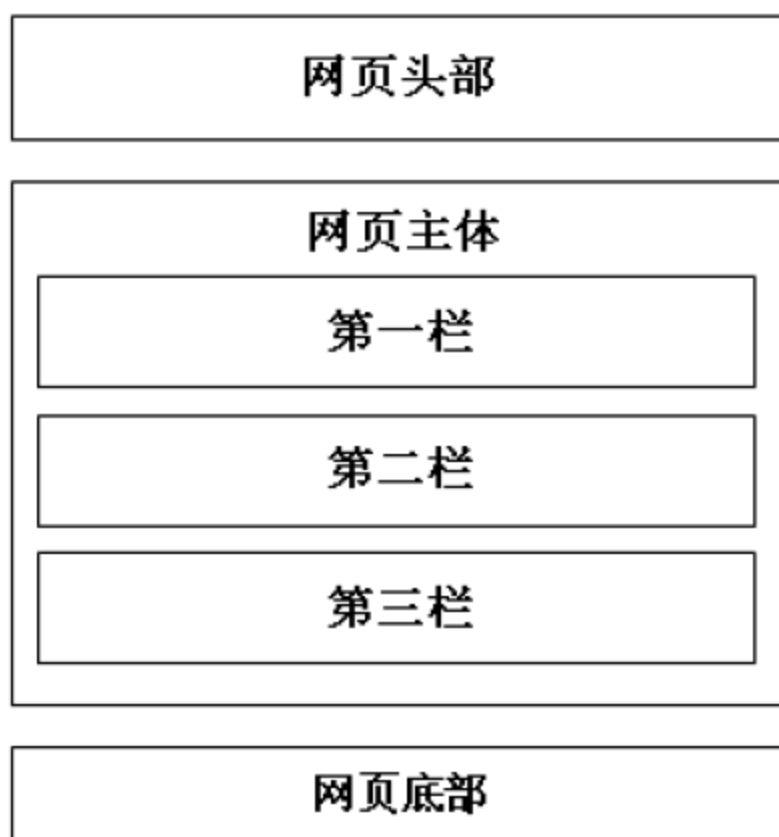 网页头部
网页主体
第一栏
第二栏
第三栏
网页底部